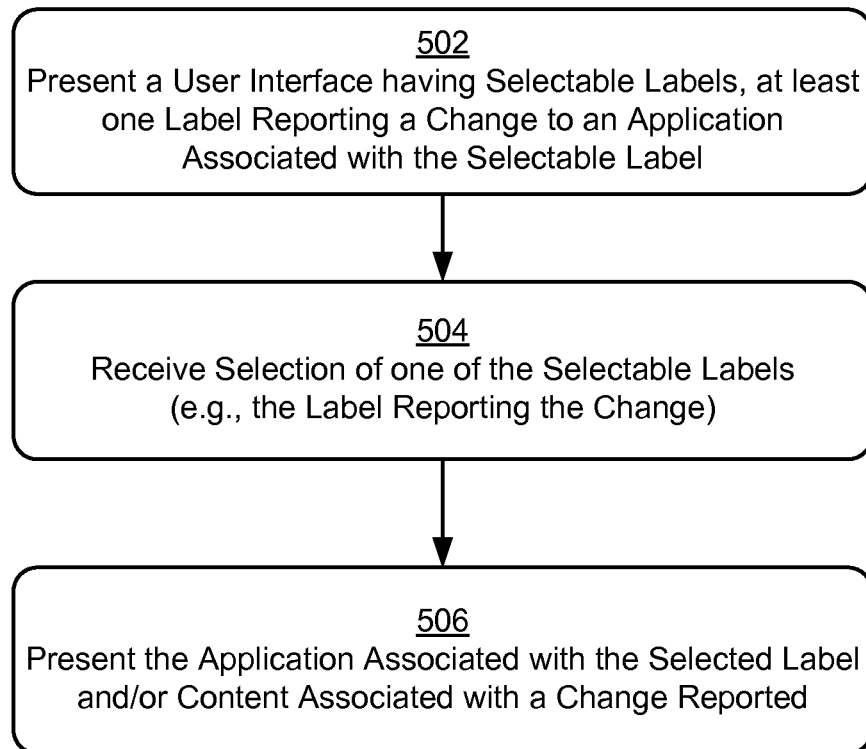 502
Present a User Interface having Selectable Labels, at least
one Label Reporting a Change to an Application
Associated with the Selectable Label
504
Receive Selection of one of the Selectable Labels
(e.g., the Label Reporting the Change)
506
Present the Application Associated with the Selected Label
and/or Content Associated with a Change Reported